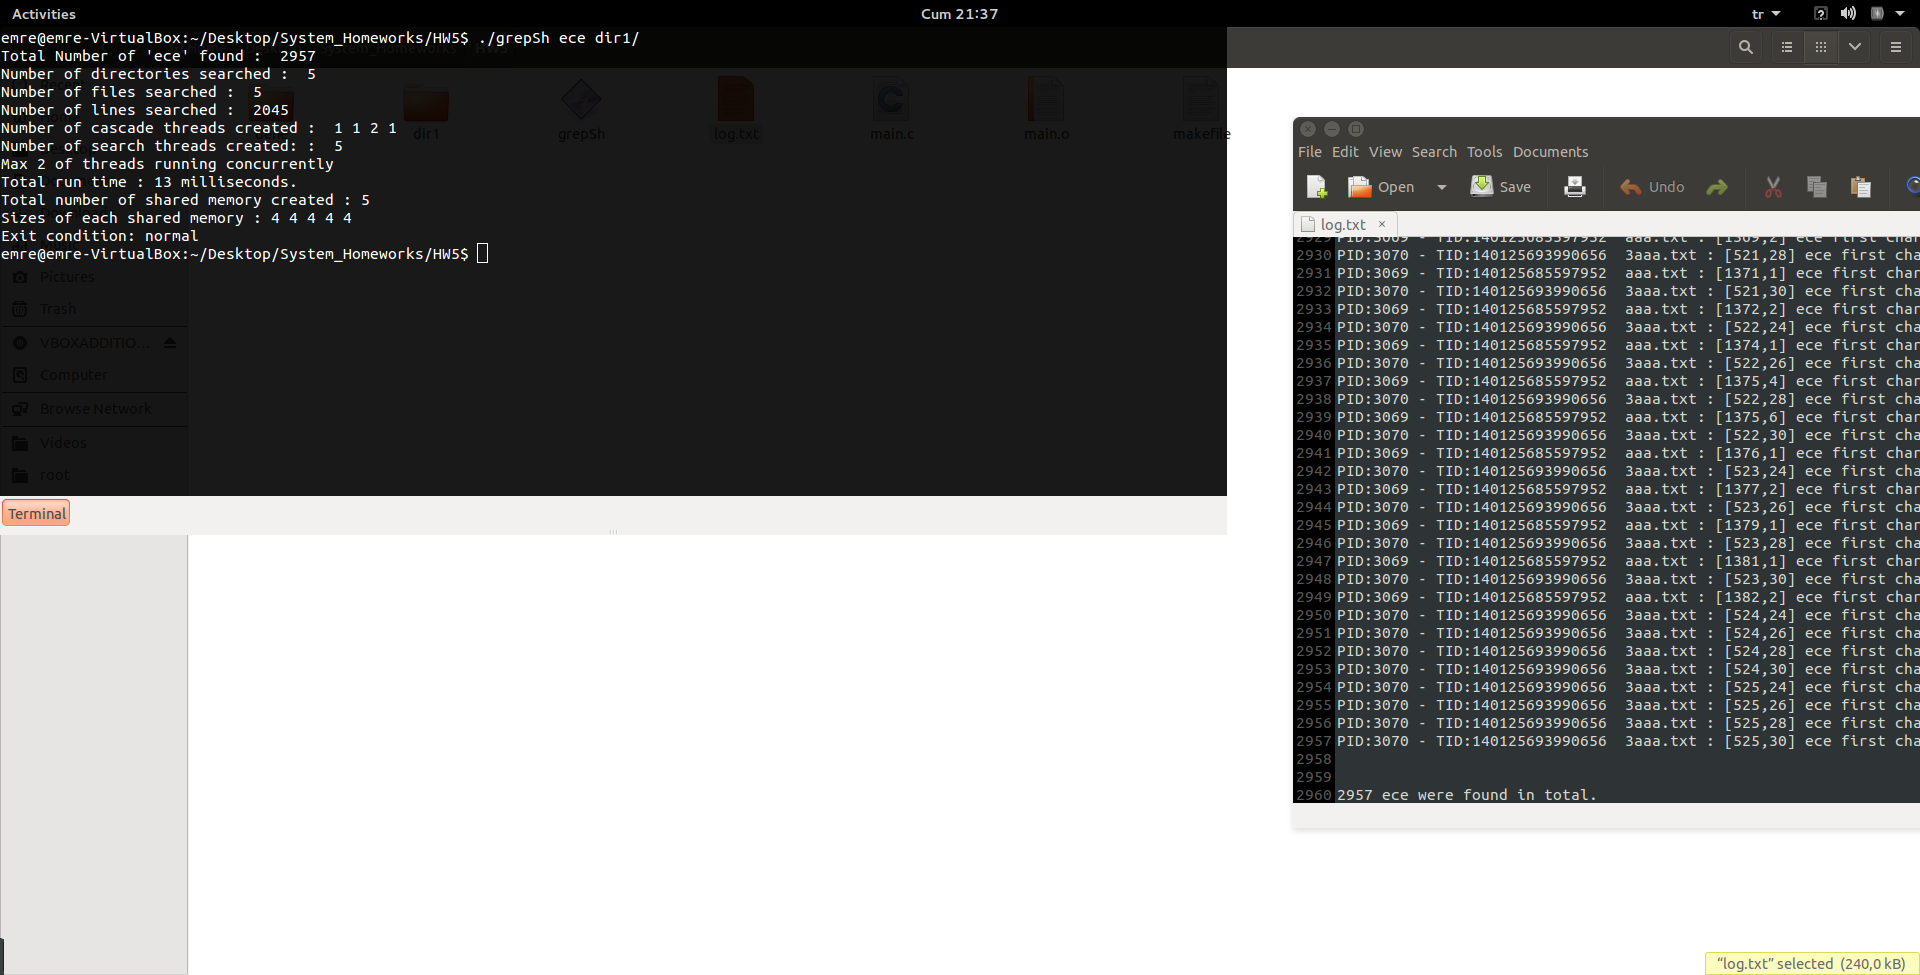 Activities
Cum 21:37
tr
emre@emre-VirtualBox:~/Desktop/System_Homeworks/HW5$ ./grepSh ece dir1/
Total Number of 'ece' found :  2957
Number of directories searched :  5
Number of files searched :  5
Number of lines searched :  2045
Number of cascade threads created :  1 1 2 1
Number of search threads created: :  5
Max 2 of threads running concurrently
Total run time : 13 milliseconds.
Total number of shared memory created : 5
Sizes of each shared memory : 4 4 4 4 4
Exit condition: normal
emre@emre-VirtualBox:~/Desktop/System_Homeworks/HW5$
dir1
grepSh
log.txt
main.c
main.o
makefile
Pictures
Trash
VBOXADDITIO...
Computer
Browse Network
Videos
root
Terminal
File Edit View Search Tools Documents
Open Save Undo
log.txt ×
2929 PID:3069 - TID:140125685597952  aaa.txt : [1369,2] ece first char
2930 PID:3070 - TID:140125693990656  3aaa.txt : [521,28] ece first cha
2931 PID:3069 - TID:140125685597952  aaa.txt : [1371,1] ece first char
2932 PID:3070 - TID:140125693990656  3aaa.txt : [521,30] ece first cha
2933 PID:3069 - TID:140125685597952  aaa.txt : [1372,2] ece first char
2934 PID:3070 - TID:140125693990656  3aaa.txt : [522,24] ece first cha
2935 PID:3069 - TID:140125685597952  aaa.txt : [1374,1] ece first char
2936 PID:3070 - TID:140125693990656  3aaa.txt : [522,26] ece first cha
2937 PID:3069 - TID:140125685597952  aaa.txt : [1375,4] ece first char
2938 PID:3070 - TID:140125693990656  3aaa.txt : [522,28] ece first cha
2939 PID:3069 - TID:140125685597952  aaa.txt : [1375,6] ece first char
2940 PID:3070 - TID:140125693990656  3aaa.txt : [522,30] ece first cha
2941 PID:3069 - TID:140125685597952  aaa.txt : [1376,1] ece first char
2942 PID:3070 - TID:140125693990656  3aaa.txt : [523,24] ece first cha
2943 PID:3069 - TID:140125685597952  aaa.txt : [1377,2] ece first char
2944 PID:3070 - TID:140125693990656  3aaa.txt : [523,26] ece first cha
2945 PID:3069 - TID:140125685597952  aaa.txt : [1379,1] ece first char
2946 PID:3070 - TID:140125693990656  3aaa.txt : [523,28] ece first cha
2947 PID:3069 - TID:140125685597952  aaa.txt : [1381,1] ece first char
2948 PID:3070 - TID:140125693990656  3aaa.txt : [523,30] ece first cha
2949 PID:3069 - TID:140125685597952  aaa.txt : [1382,2] ece first char
2950 PID:3070 - TID:140125693990656  3aaa.txt : [524,24] ece first cha
2951 PID:3070 - TID:140125693990656  3aaa.txt : [524,26] ece first cha
2952 PID:3070 - TID:140125693990656  3aaa.txt : [524,28] ece first cha
2953 PID:3070 - TID:140125693990656  3aaa.txt : [524,30] ece first cha
2954 PID:3070 - TID:140125693990656  3aaa.txt : [525,24] ece first cha
2955 PID:3070 - TID:140125693990656  3aaa.txt : [525,26] ece first cha
2956 PID:3070 - TID:140125693990656  3aaa.txt : [525,28] ece first cha
2957 PID:3070 - TID:140125693990656  3aaa.txt : [525,30] ece first cha
2958
2959
2960 2957 ece were found in total.
“log.txt” selected (240,0 kB)